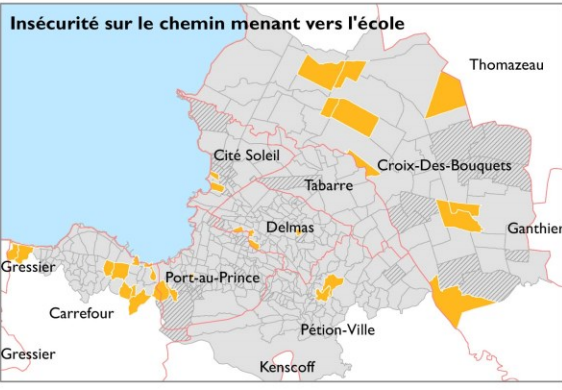 Insécurité sur le chemin menant vers l'école
Thomazeau
Cité Soleil
Croix-Des-Bouquets
Tabarre
Delmas
Ganthier
Gressier
Port-au-Prince
Carrefour
Pétion-Ville
Gressier
Kenscoff